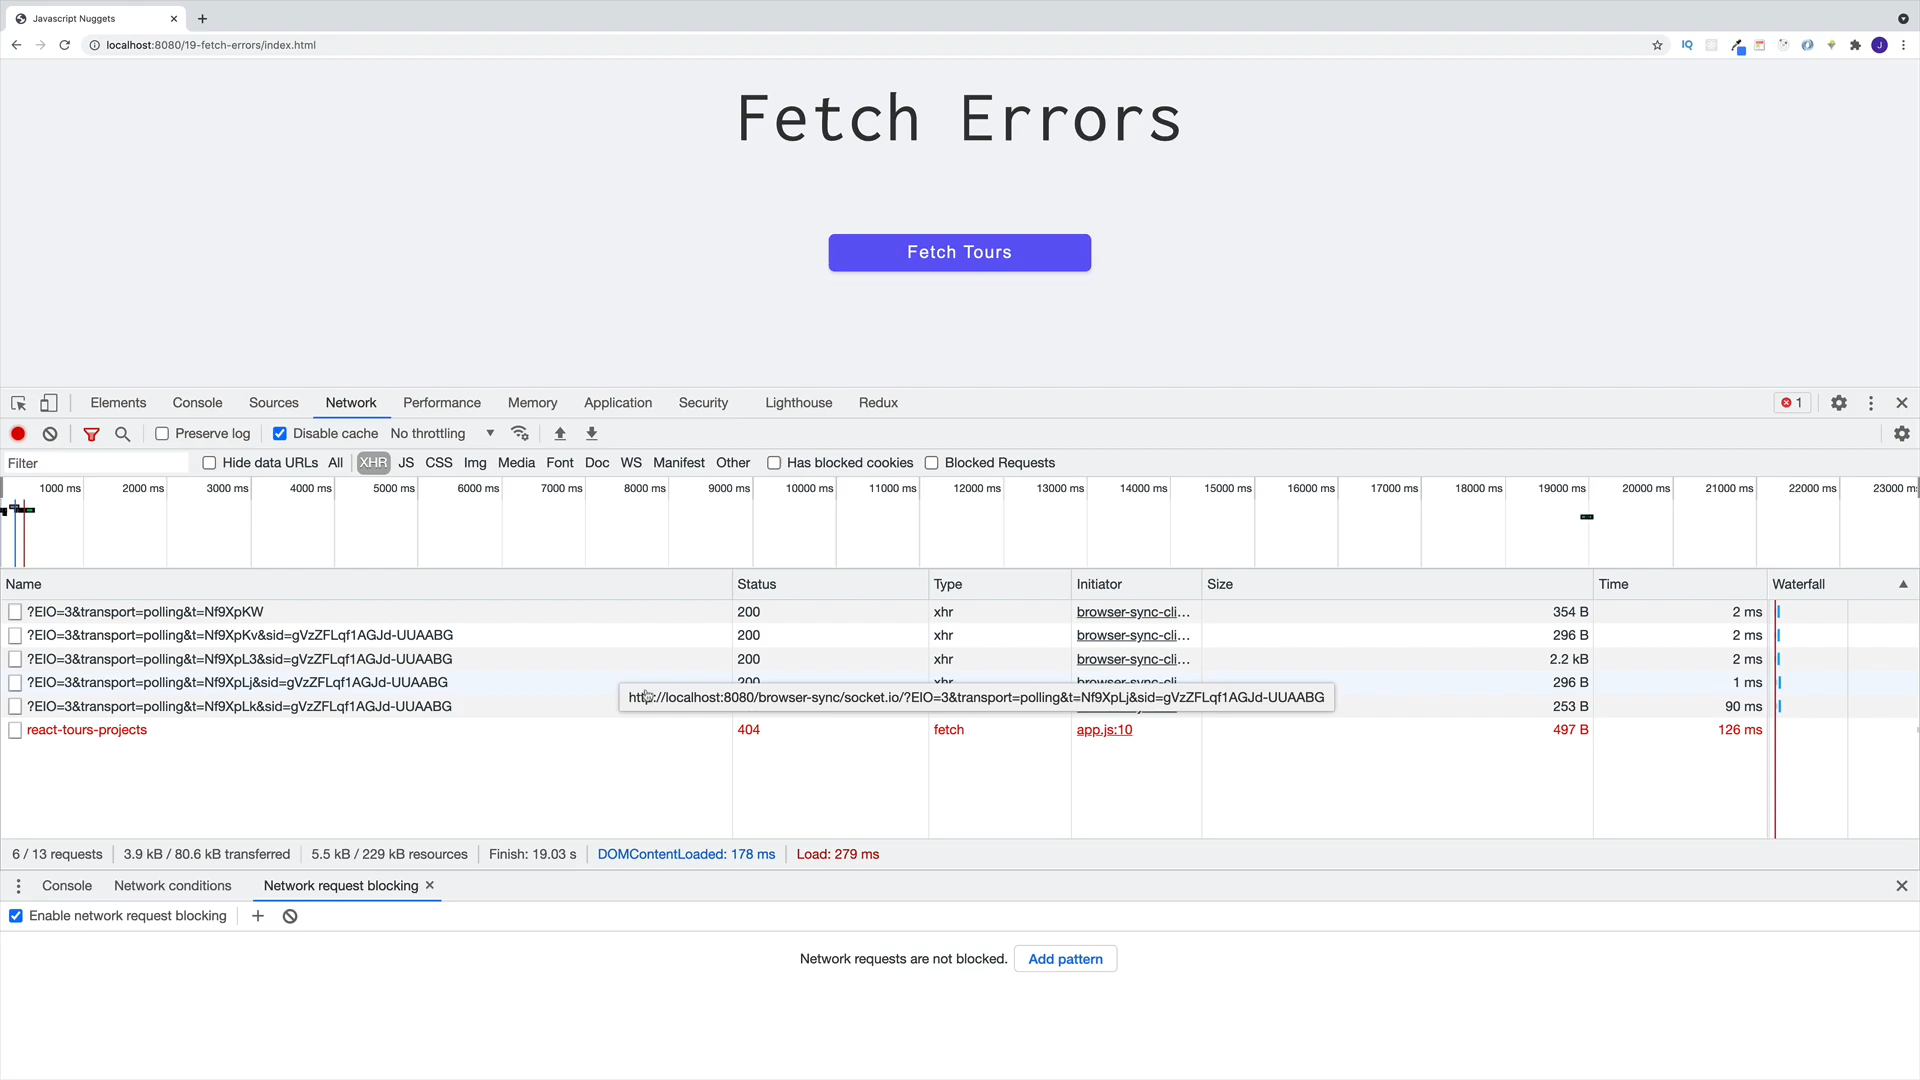 Javascript Nuggets
localhost:8080/19-fetch-errors/index.html
IQ
J
Fetch Errors
Fetch Tours
Elements Console Sources Network Performance Memory Application Security Lighthouse Redux 1
Preserve log Disable cache No throttling
Filter Hide data URLs All XHR JS CSS Img Media Font Doc WS Manifest Other Has blocked cookies Blocked Requests
1000 ms 2000 ms 3000 ms 4000 ms 5000 ms 6000 ms 7000 ms 8000 ms 9000 ms 10000 ms 11000 ms 12000 ms 13000 ms 14000 ms 15000 ms 16000 ms 17000 ms 18000 ms 19000 ms 20000 ms 21000 ms 22000 ms 23000 m
Name Status Type Initiator Size Time Waterfall
?EIO=3&transport=polling&t=Nf9XpKW 200 xhr browser-sync-cli... 354 B 2 ms
?EIO=3&transport=polling&t=Nf9XpKv&sid=gVzZFLqf1AGJd-UUAABG 200 xhr browser-sync-cli... 296 B 2 ms
?EIO=3&transport=polling&t=Nf9XpL3&sid=gVzZFLqf1AGJd-UUAABG 200 xhr browser-sync-cli... 2.2 kB 2 ms
?EIO=3&transport=polling&t=Nf9XpLj&sid=gVzZFLqf1AGJd-UUAABG 200 xhr browser-sync-cli... 296 B 1 ms
http://localhost:8080/browser-sync/socket.io/?EIO=3&transport=polling&t=Nf9XpLj&sid=gVzZFLqf1AGJd-UUAABG
?EIO=3&transport=polling&t=Nf9XpLk&sid=gVzZFLqf1AGJd-UUAABG 253 B 90 ms
react-tours-projects 404 fetch app.js:10 497 B 126 ms
6 / 13 requests 3.9 kB / 80.6 kB transferred 5.5 kB / 229 kB resources Finish: 19.03 s DOMContentLoaded: 178 ms Load: 279 ms
Console Network conditions Network request blocking
Enable network request blocking
Network requests are not blocked. Add pattern